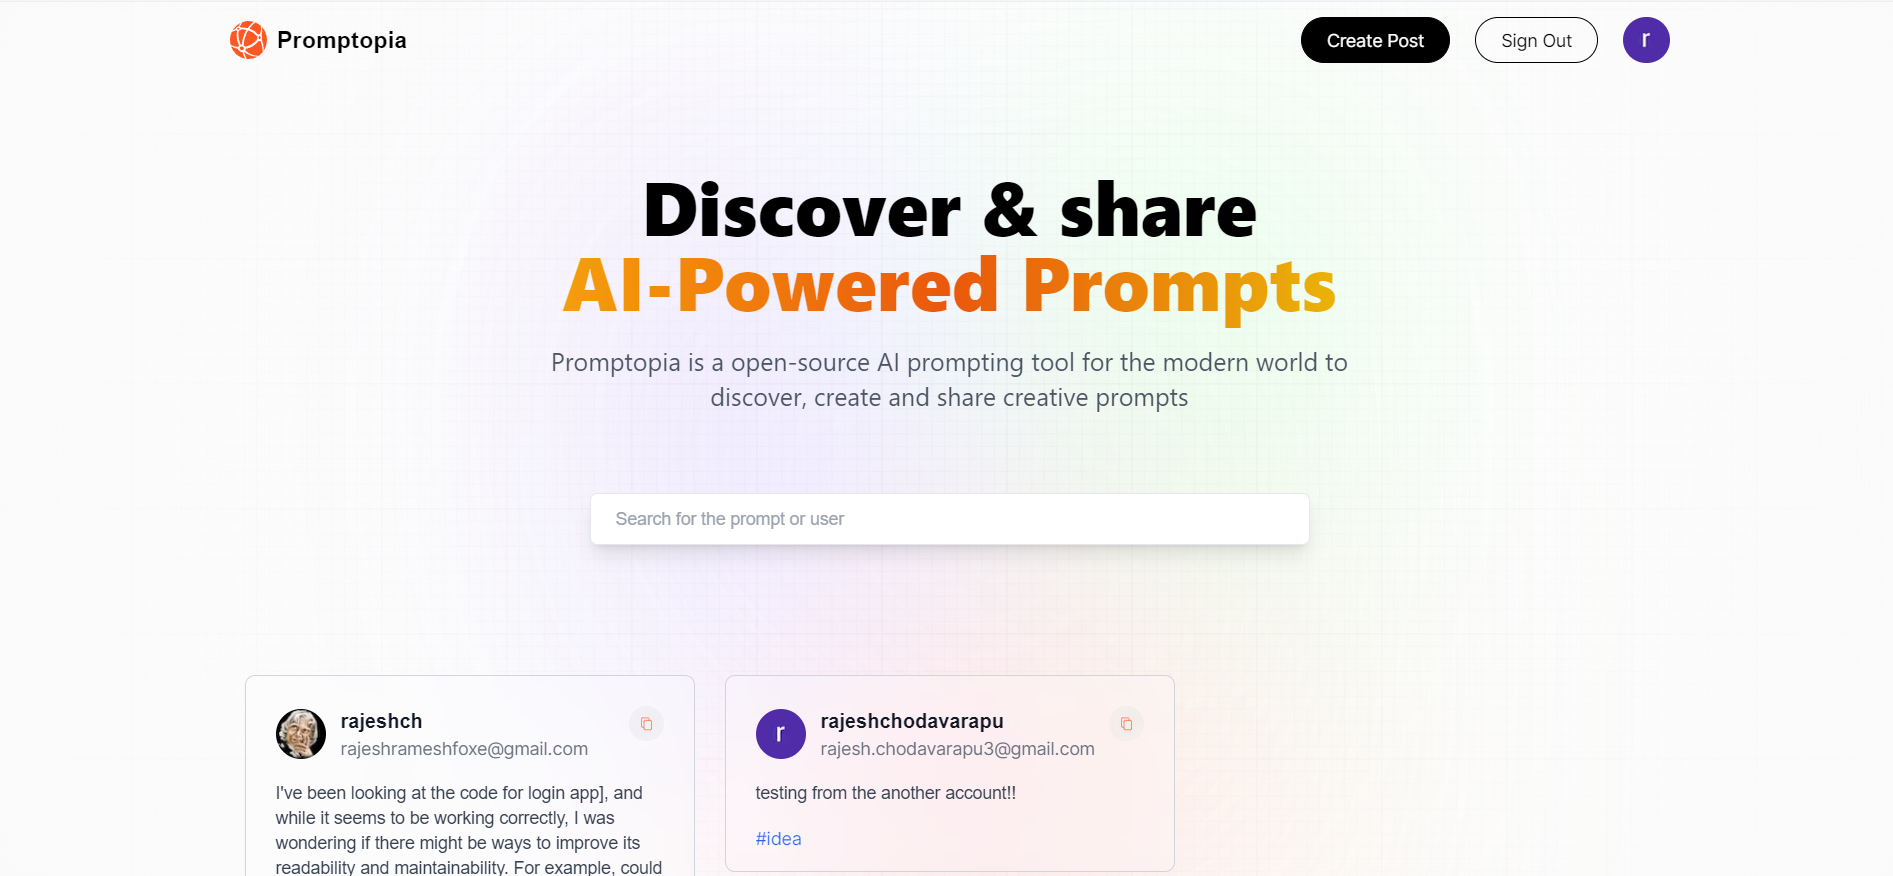 Promptopia
Create Post
Sign Out
r
Discover & share
AI-Powered Prompts
Promptopia is a open-source AI prompting tool for the modern world to
discover, create and share creative prompts
Search for the prompt or user
rajeshch
rajeshrameshfoxe@gmail.com
I've been looking at the code for login app], and
while it seems to be working correctly, I was
wondering if there might be ways to improve its
readability and maintainability. For example, could
r
rajeshchodavarapu
rajesh.chodavarapu3@gmail.com
testing from the another account!!
#idea